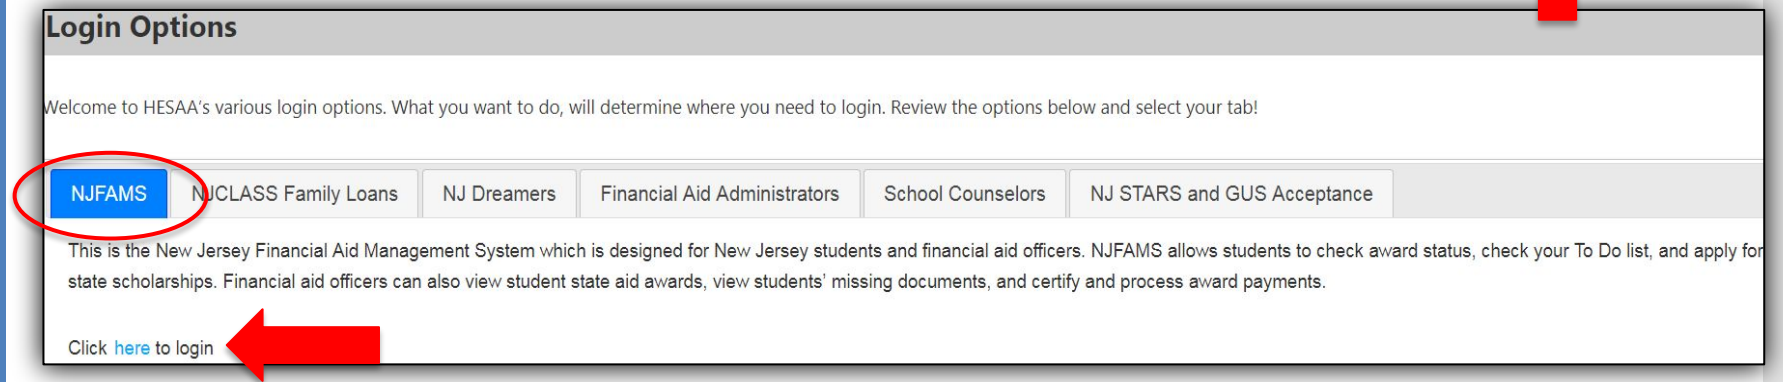 Login Options
Welcome to HESAA's various login options. What you want to do, will determine where you need to login. Review the options below and select your tab!
NJFAMS NJCLASS Family Loans NJ Dreamers Financial Aid Administrators School Counselors NJ STARS and GUS Acceptance
This is the New Jersey Financial Aid Management System which is designed for New Jersey students and financial aid officers. NJFAMS allows students to check award status, check your To Do list, and apply for
state scholarships. Financial aid officers can also view student state aid awards, view students' missing documents, and certify and process award payments.
Click here to login